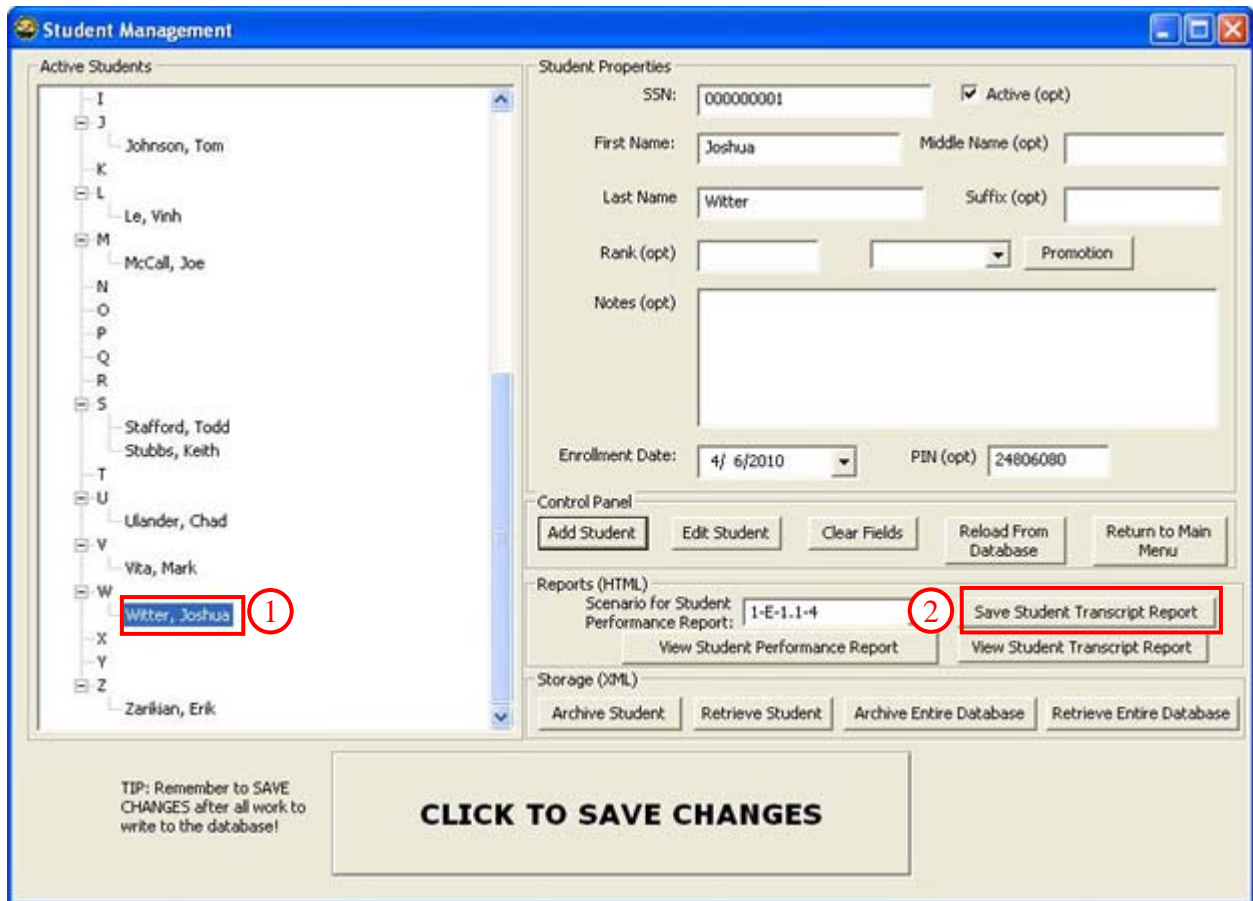 Student Management
Active Students
I
J
Johnson, Tom
K
L
Le, Vinh
M
McCall, Joe
N
O
P
Q
R
S
Stafford, Todd
Stubbs, Keith
T
U
Ulander, Chad
V
Vita, Mark
W
Witter, Joshua
1
X
Y
Z
Zarikian, Erik
Student Properties
SSN: 000000001 Active (opt)
First Name: Joshua Middle Name (opt)
Last Name Witter Suffix (opt)
Rank (opt) Promotion
Notes (opt)
Enrollment Date: 4/ 6/2010 PIN (opt) 24806080
Control Panel
Add Student Edit Student Clear Fields Reload From Database Return to Main Menu
Reports (HTML)
Scenario for Student
Performance Report: 1-E-1.1-4 2 Save Student Transcript Report
View Student Performance Report View Student Transcript Report
Storage (XML)
Archive Student Retrieve Student Archive Entire Database Retrieve Entire Database
TIP: Remember to SAVE
CHANGES after all work to
write to the database!
CLICK TO SAVE CHANGES